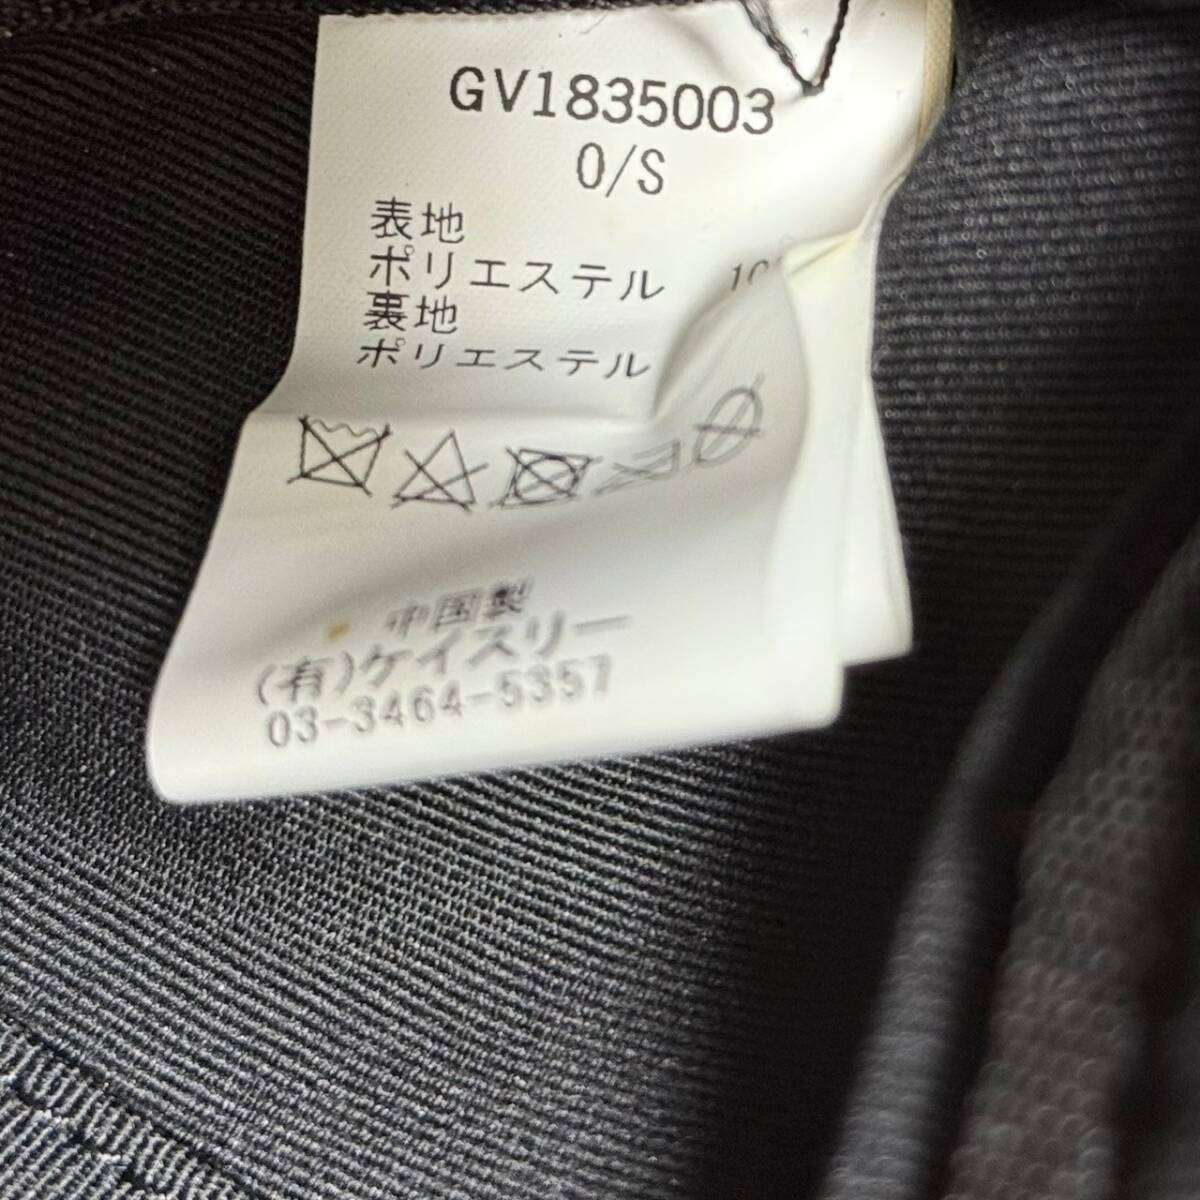 GV1835003
0/S
表地
ポリエステル
裏地
ポリエステル
中国製
(有)ケイスリー
03-3464-5357